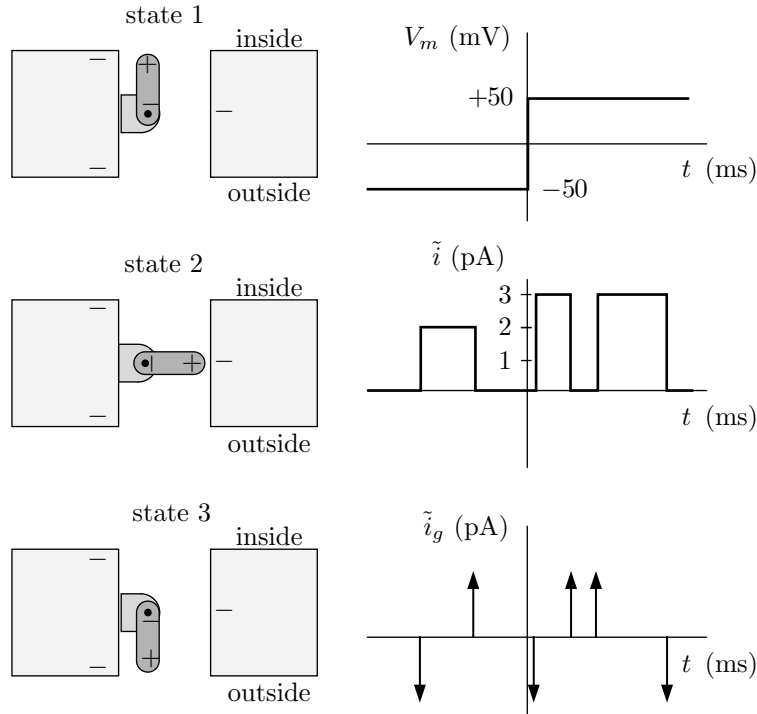 state 1
inside
outside
V_m (mV)
+50
−50
t (ms)
state 2
inside
outside
ĩ (pA)
3
2
1
t (ms)
state 3
inside
outside
ĩ_g (pA)
t (ms)